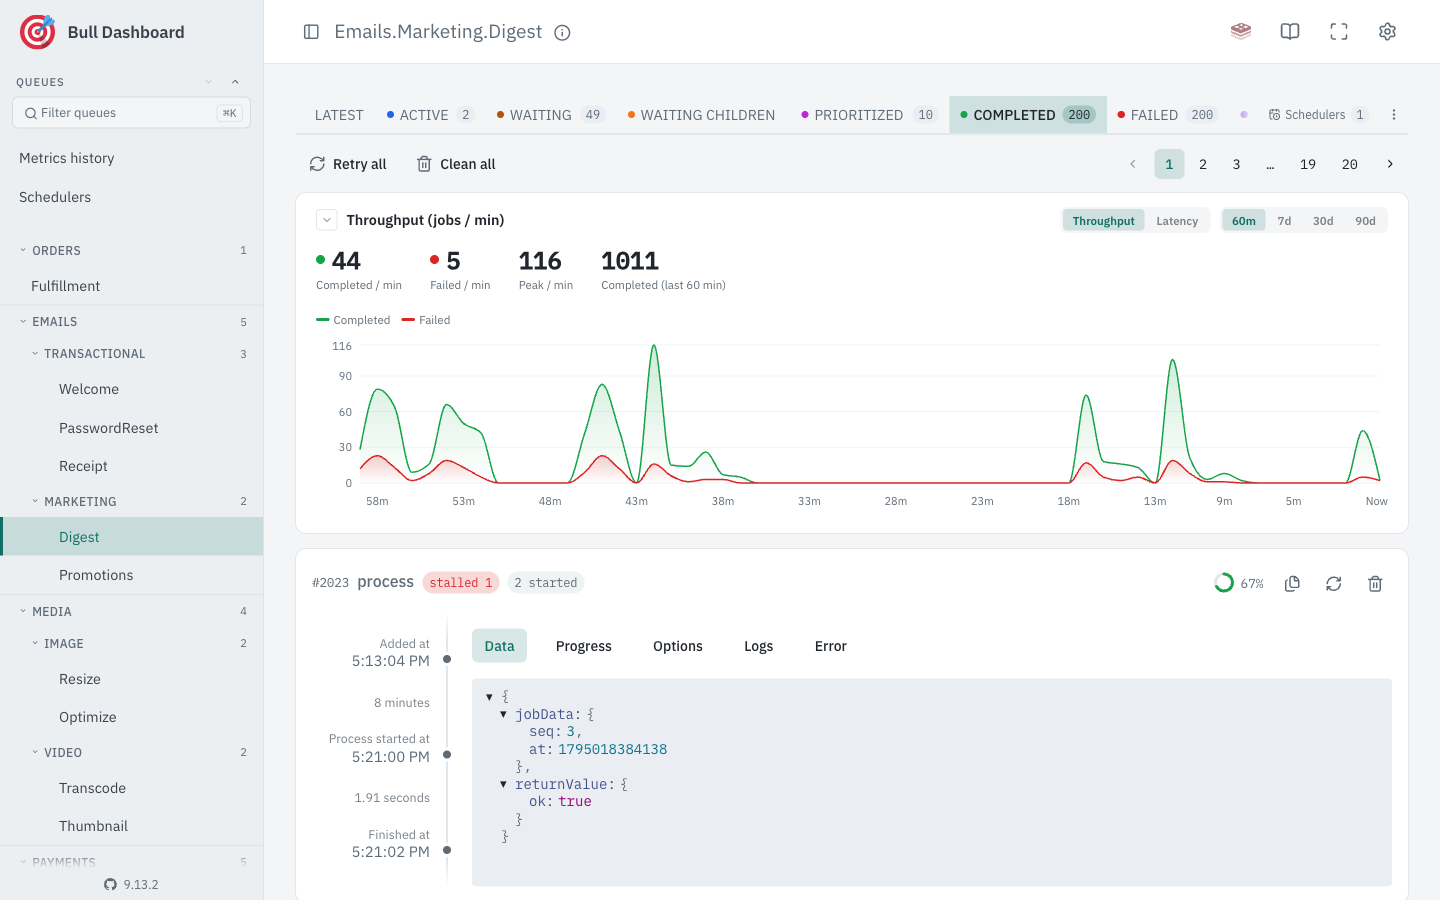 Bull Dashboard
Emails.Marketing.Digest
QUEUES
Filter queues ⌘K
Metrics history
Schedulers
ORDERS 1
Fulfillment
EMAILS 5
TRANSACTIONAL 3
Welcome
PasswordReset
Receipt
MARKETING 2
Digest
Promotions
MEDIA 4
IMAGE 2
Resize
Optimize
VIDEO 2
Transcode
Thumbnail
PAYMENTS 5
9.13.2
LATEST ACTIVE 2 WAITING 49 WAITING CHILDREN PRIORITIZED 10 COMPLETED 200 FAILED 200 Schedulers 1
Retry all Clean all 1 2 3 … 19 20
Throughput (jobs / min) Throughput Latency 60m 7d 30d 90d
44 5 116 1011
Completed / min Failed / min Peak / min Completed (last 60 min)
Completed Failed
116
90
60
30
0
58m 53m 48m 43m 38m 33m 28m 23m 18m 13m 9m 5m Now
#2023 process stalled 1 2 started 67%
Added at
5:13:04 PM
8 minutes
Process started at
5:21:00 PM
1.91 seconds
Finished at
5:21:02 PM
Data Progress Options Logs Error
{
jobData: {
seq: 3,
at: 1795018384138
},
returnValue: {
ok: true
}
}